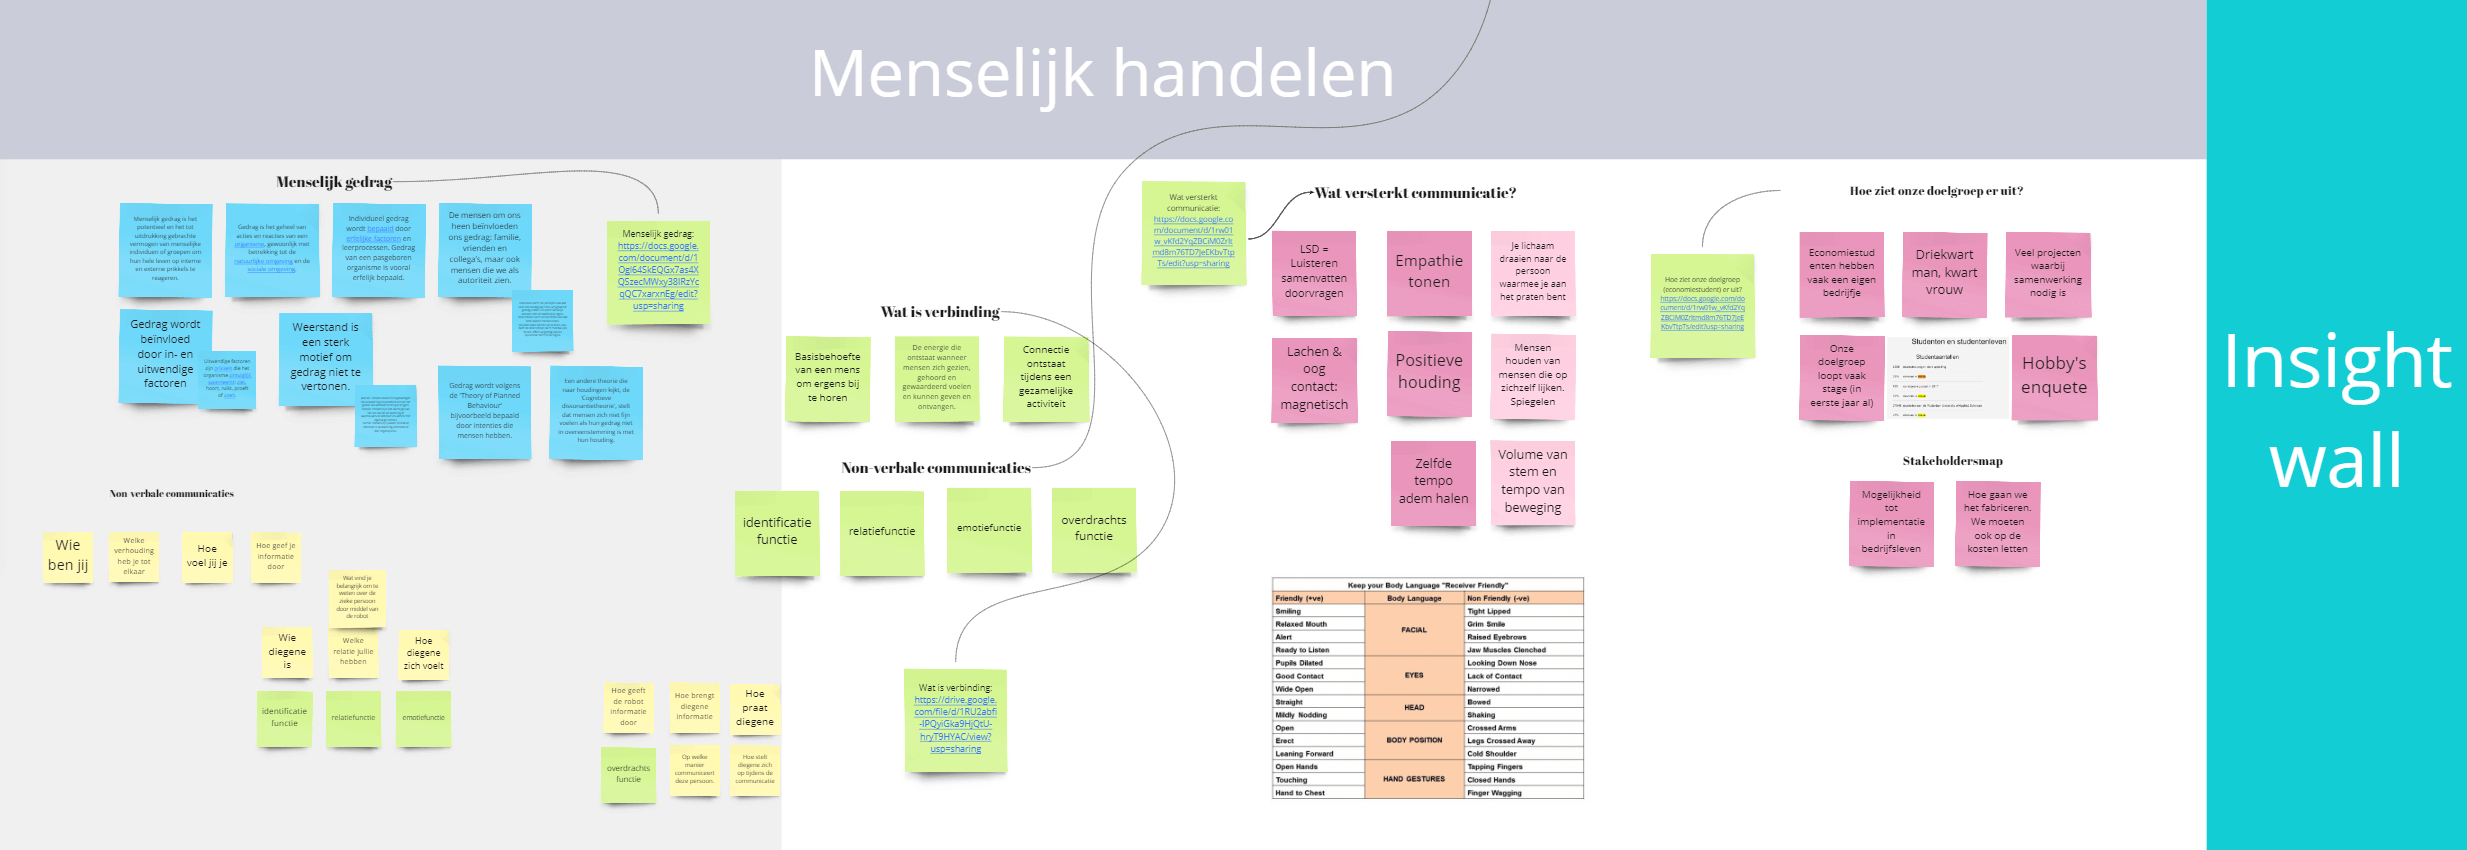 Menselijk handelen
Insight
wall
Menselijk gedrag
Menselijk gedrag is het
potentieel en het tot
uitdrukking gebrachte
vermogen van menselijke
individuen of groepen om
hun hele leven op interne
en externe prikkels te
reageren.
Gedrag is het geheel van
acties en reacties van een
organisme, gewoonlijk met
betrekking tot de
natuurlijke omgeving en de
sociale omgeving.
Individueel gedrag
wordt bepaald door
erfelijke factoren en
leerprocessen. Gedrag
van een pasgeboren
organisme is vooral
erfelijk bepaald.
De mensen om ons
heen beïnvloeden
ons gedrag; familie,
vrienden en
collega's, maar ook
mensen die we als
autoriteit zien.
Menselijk gedrag:
https://docs.google.
com/document/d/1
Gedrag wordt
beïnvloed
door in- en
uitwendige
factoren
Uitwendige factoren
zijn prikkels die het
organisme
Weerstand is
een sterk
motief om
gedrag niet te
vertonen.
Gedrag wordt volgens
de 'Theory of Planned
Behaviour'
bijvoorbeeld bepaald
door intenties die
mensen hebben.
Een andere theorie die
naar houdingen kijkt, de
'Cognitieve
dissonantietheorie', stelt
dat mensen zich niet fijn
voelen als hun gedrag niet
in overeenstemming is met
hun houding.
Non-verbale communicaties
Wie
ben jij
Welke
verhouding
heb je tot
elkaar
Hoe
voel jij je
Hoe geef je
informatie
door
Wat vind je
belangrijk om te
weten over de
zieke persoon
door middel van
de robot
Wie
diegene
is
Welke
relatie jullie
hebben
Hoe
diegene
zich voelt
identificatie
functie
relatiefunctie
emotiefunctie
Hoe geeft
de robot
informatie
door
Hoe brengt
diegene
informatie
Hoe
praat
diegene
overdrachts
functie
Op welke
manier
communiceert
deze persoon.
Hoe stelt
diegene zich
op tijdens de
communicatie
Wat is verbinding
Basisbehoefte
van een mens
om ergens bij
te horen
De energie die
ontstaat wanneer
mensen zich gezien,
gehoord en
gewaardeerd voelen
en kunnen geven en
ontvangen.
Connectie
ontstaat
tijdens een
gezamelijke
activiteit
Non-verbale communicaties
identificatie
functie
relatiefunctie
emotiefunctie
overdrachts
functie
Wat is verbinding:
https://drive.google.
com/file/d/1RU2abfi
-IPQyiGka9HjQtU-
hryT9HYAC/view?
usp=sharing
Wat versterkt
communicatie:
https://docs.google.co
m/document/d/1rw01
w_vKfd2YqZBCiM0Zrlt
md8m76TD7jeEKbvTtp
Ts/edit?usp=sharing
Wat versterkt communicatie?
LSD =
Luisteren
samenvatten
doorvragen
Empathie
tonen
Je lichaam
draaien naar de
persoon
waarmee je aan
het praten bent
Lachen &
oog
contact:
magnetisch
Positieve
houding
Mensen
houden van
mensen die op
zichzelf lijken.
Spiegelen
Zelfde
tempo
adem halen
Volume van
stem en
tempo van
beweging
Keep your Body Language "Receiver Friendly"
Friendly (+ve) Body Language Non Friendly (-ve)
Smiling Tight Lipped
Relaxed Mouth Grim Smile
FACIAL
Alert Raised Eyebrows
Ready to Listen Jaw Muscles Clenched
Pupils Dilated Looking Down Nose
Good Contact EYES Lack of Contact
Wide Open Narrowed
Straight Bowed
HEAD
Mildly Nodding Shaking
Open Crossed Arms
Erect BODY POSITION Legs Crossed Away
Leaning Forward Cold Shoulder
Open Hands Tapping Fingers
Touching HAND GESTURES Closed Hands
Hand to Chest Finger Wagging
Hoe ziet onze doelgroep
(economiestudent) er uit?
https://docs.google.com/do
cument/d/1rw01w_vKfd2Yq
ZBCiM0Zrltmd8m76TD7jeE
KbvTtpTs/edit?usp=sharing
Hoe ziet onze doelgroep er uit?
Economiestud
enten hebben
vaak een eigen
bedrijfje
Driekwart
man, kwart
vrouw
Veel projecten
waarbij
samenwerking
nodig is
Onze
doelgroep
loopt vaak
stage (in
eerste jaar al)
Studenten en studentenleven
Studentaantallen
Hobby's
enquete
Stakeholdersmap
Mogelijkheid
tot
implementatie
in
bedrijfsleven
Hoe gaan we
het fabriceren.
We moeten
ook op de
kosten letten